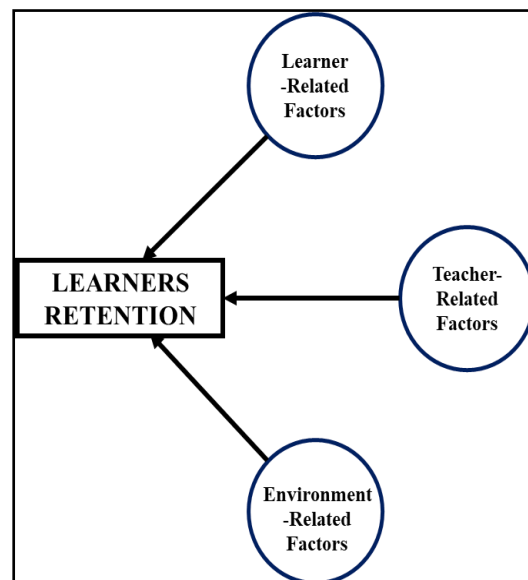 Learner
-Related
Factors
LEARNERS
RETENTION
Teacher-
Related
Factors
Environment
-Related
Factors